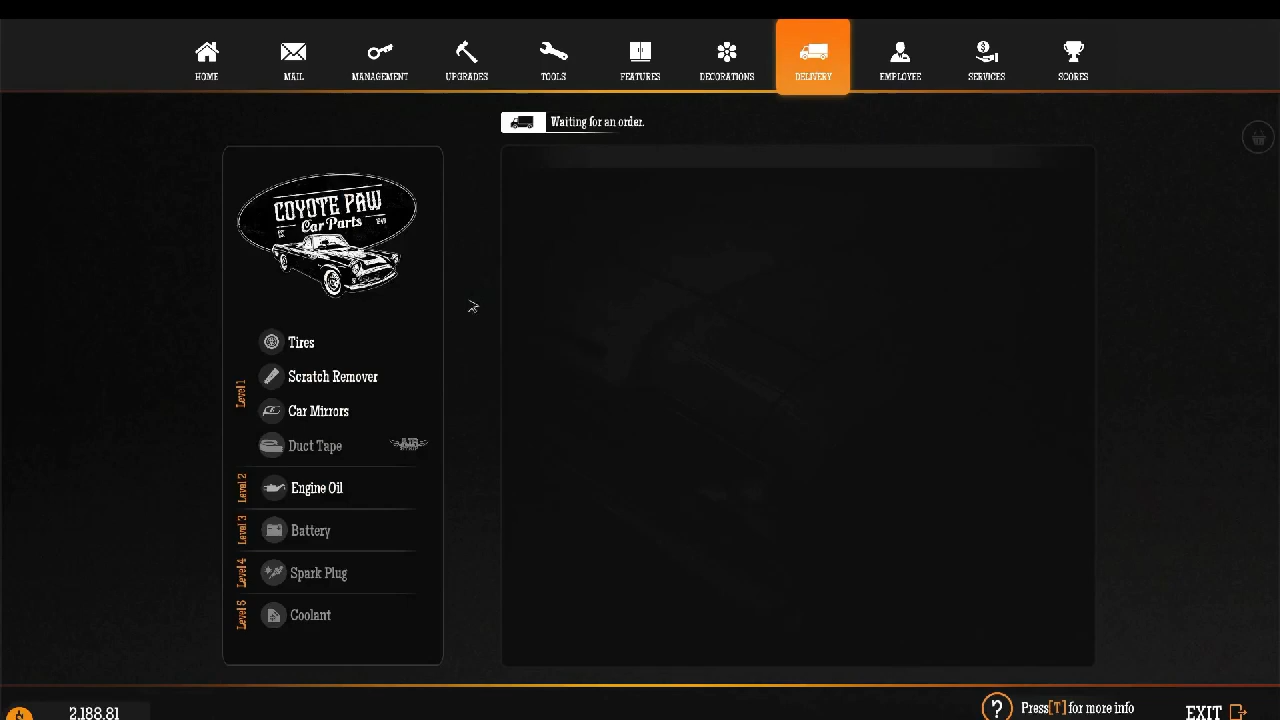 HOME
MAIL
MANAGEMENT
UPGRADES
TOOLS
FEATURES
DECORATIONS
DELIVERY
EMPLOYEE
SERVICES
SCORES
Waiting for an order.
COYOTE PAW
Car Parts
Level 1
Tires
Scratch Remover
Car Mirrors
Duct Tape
AIR STRIP
Level 2
Engine Oil
Level 3
Battery
Level 4
Spark Plug
Level 5
Coolant
2,188.81
? Press[T] for more info
EXIT